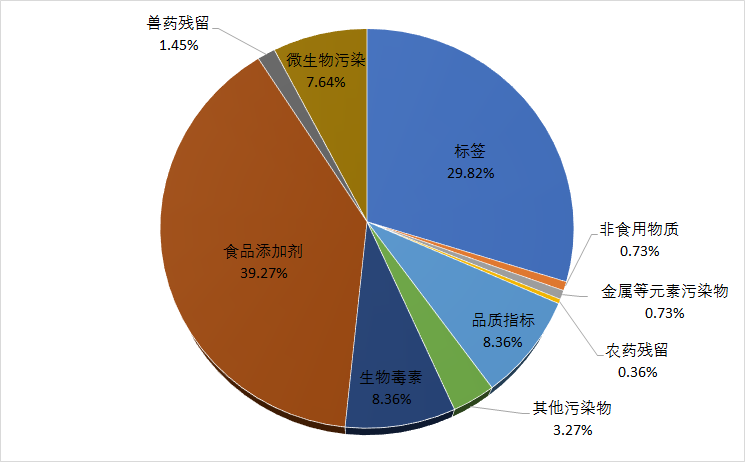 兽药残留
1.45%
微生物污染
7.64%
标签
29.82%
非食用物质
0.73%
食品添加剂
39.27%
金属等元素污染物
0.73%
品质指标
8.36%
农药残留
0.36%
生物毒素
8.36%
其他污染物
3.27%